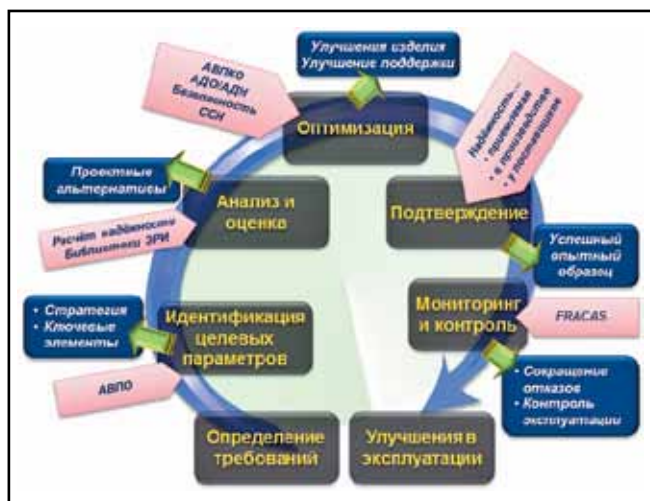 Улучшения изделия
Улучшение поддержки
АВПКО
АДО/АДН
Безопасность
ССН
Оптимизация
Надёжность...
• приемлемая
• в производстве
• у поставщиков
Проектные
альтернативы
Анализ и
оценка
Подтверждение
Расчёт надёжности
Библиотеки ЭРИ
Успешный
опытный
образец
• Стратегия
• Ключевые
элементы
Идентификация
целевых
параметров
Мониторинг
и контроль
FRACAS
АВПО
• Сокращение
отказов
• Контроль
эксплуатации
Определение
требований
Улучшения в
эксплуатации